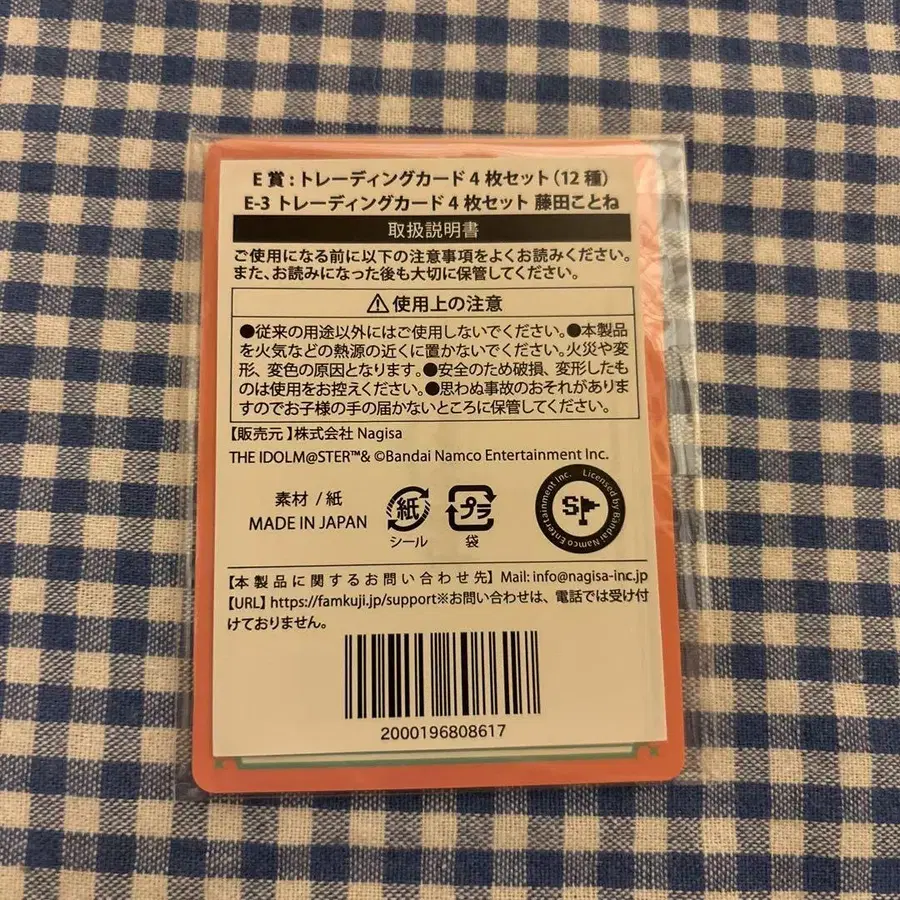 E 賞 : トレーディングカード 4 枚セット (12 種)
E-3 トレーディングカード 4 枚セット 藤田ことね
取扱説明書
ご使用になる前に以下の注意事項をよくお読みください。
また、お読みになった後も大切に保管してください。
⚠使用上の注意
●従来の用途以外にはご使用しないでください。●本製品
を火気などの熱源の近くに置かないでください。火災や変
形、変色の原因となります。●安全のため破損、変形したも
のは使用をお控えください。●思わぬ事故のおそれがありま
すのでお子様の手の届かないところに保管してください。
【販売元】株式会社 Nagisa
THE IDOLM@STER™& ©Bandai Namco Entertainment Inc.
素材 / 紙
MADE IN JAPAN
紙
シール
プラ
袋
Licensed by Bandai Namco Entertainment Inc.
S
【本製品に関するお問い合わせ先】Mail: info@nagisa-inc.jp
【URL】https://famkuji.jp/support※お問い合わせは、電話では受け付
けておりません。
2000196808617